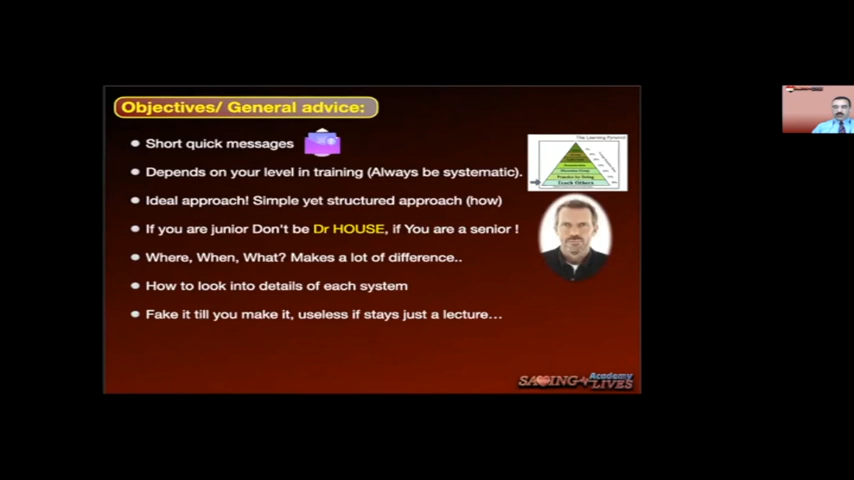 Objectives/ General advice:
Short quick messages
Depends on your level in training (Always be systematic).
Ideal approach! Simple yet structured approach (how)
If you are junior Don't be Dr HOUSE, if You are a senior !
Where, When, What? Makes a lot of difference..
How to look into details of each system
Fake it till you make it, useless if stays just a lecture...
The Learning Pyramid
Practice by Doing
Teach Others
SAVING LIVES
Academy